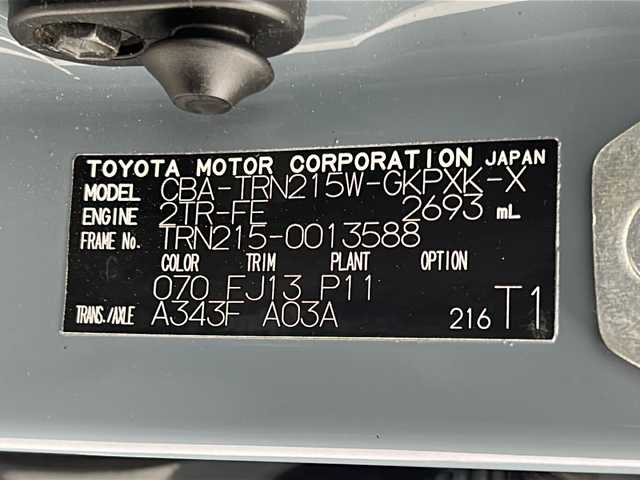 TOYOTA MOTOR CORPORATION JAPAN
MODEL CBA-TRN215W-GKPXK-X
ENGINE 2TR-FE 2693 mL
FRAME No. TRN215-0013588
COLOR TRIM PLANT OPTION
070 FJ13 P11
TRANS./AXLE A343F A03A 216 T1